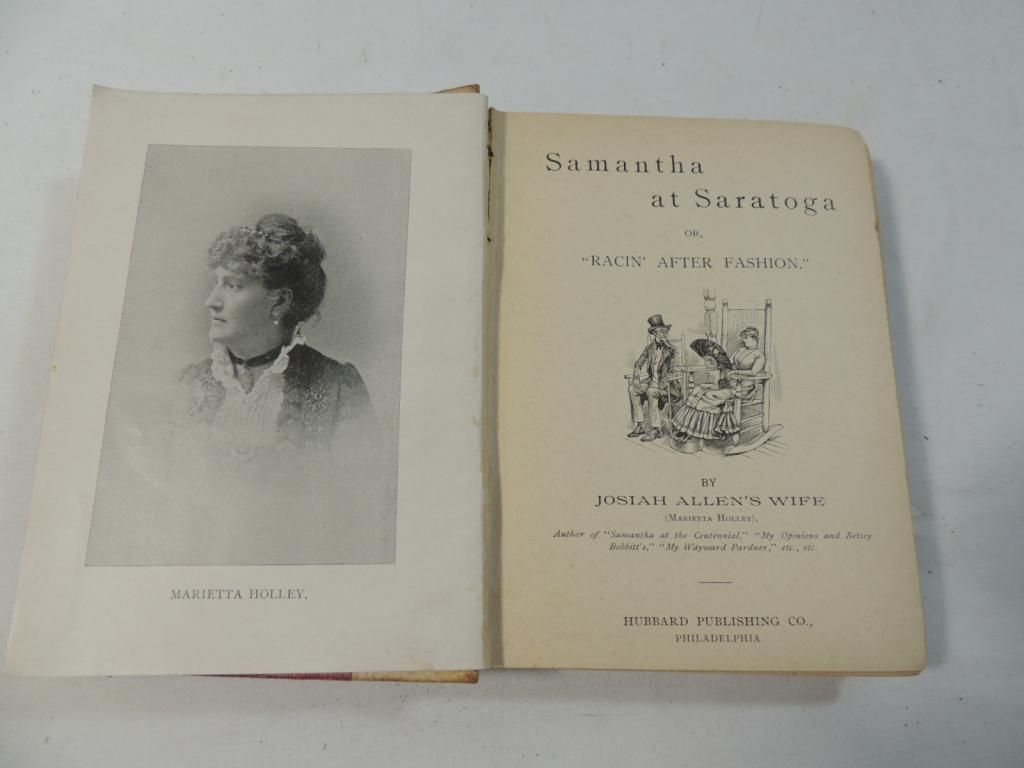 MARIETTA HOLLEY.
Samantha
at Saratoga
OR,
"RACIN' AFTER FASHION."
BY
JOSIAH ALLEN'S WIFE
(MARIETTA HOLLEY),
Author of "Samantha at the Centennial," "My Opinions and Betsey
Bobbitt's," "My Wayward Pardner," etc., etc.
HUBBARD PUBLISHING CO.,
PHILADELPHIA.